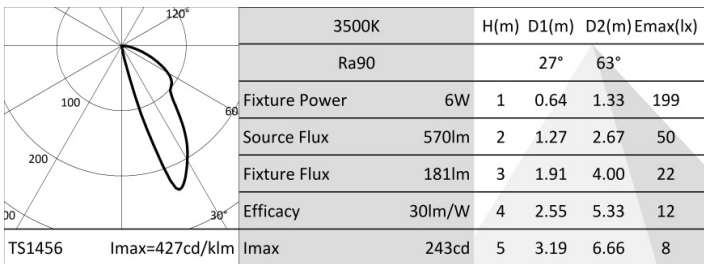 120°
100
60
200
00
30°
TS1456 Imax=427cd/klm
3500K
Ra90
Fixture Power 6W
Source Flux 570lm
Fixture Flux 181lm
Efficacy 30lm/W
Imax 243cd
H(m) D1(m) D2(m) Emax(lx)
27° 63°
1 0.64 1.33 199
2 1.27 2.67 50
3 1.91 4.00 22
4 2.55 5.33 12
5 3.19 6.66 8